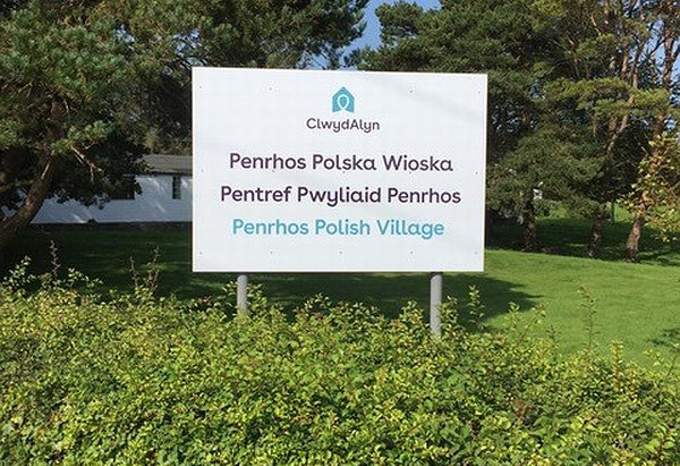 ClwydAlyn
Penrhos Polska Wioska
Pentref Pwyliaid Penrhos
Penrhos Polish Village